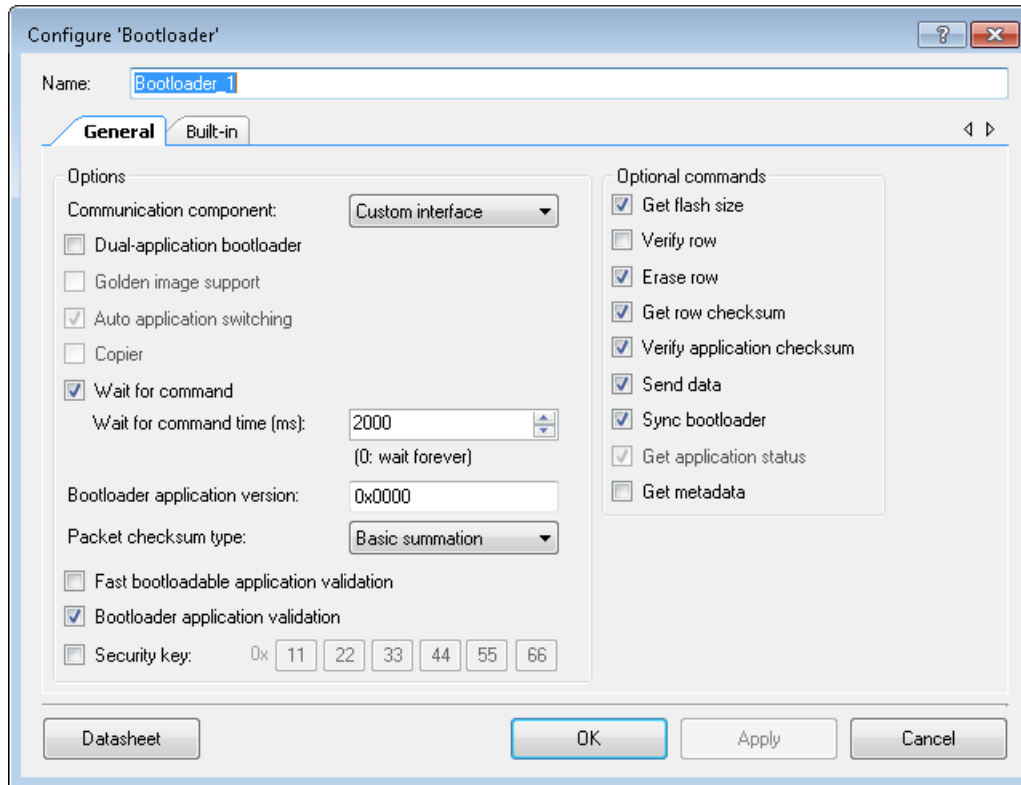 Configure 'Bootloader'
Name: Bootloader_1
General Built-in
Options
Communication component: Custom interface
Dual-application bootloader
Golden image support
Auto application switching
Copier
Wait for command
Wait for command time (ms): 2000
(0: wait forever)
Bootloader application version: 0x0000
Packet checksum type: Basic summation
Fast bootloadable application validation
Bootloader application validation
Security key: 0x 11 22 33 44 55 66
Optional commands
Get flash size
Verify row
Erase row
Get row checksum
Verify application checksum
Send data
Sync bootloader
Get application status
Get metadata
Datasheet OK Apply Cancel